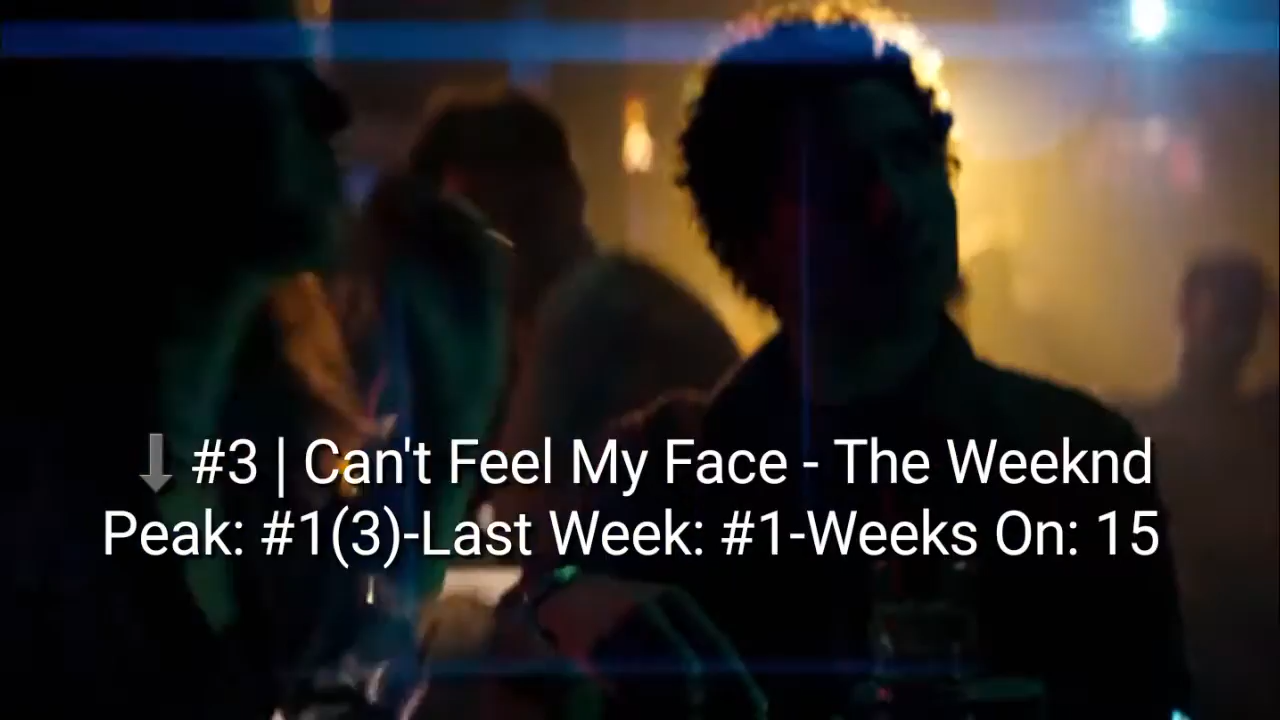 ⬇ #3 | Can't Feel My Face - The Weeknd
Peak: #1(3)-Last Week: #1-Weeks On: 15